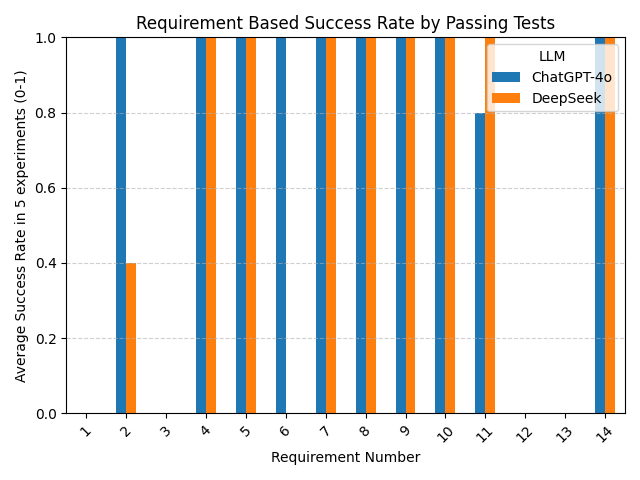 Requirement Based Success Rate by Passing Tests
Average Success Rate in 5 experiments (0-1)
1.0
0.8
0.6
0.4
0.2
0.0
LLM
ChatGPT-4o
DeepSeek
1 2 3 4 5 6 7 8 9 10 11 12 13 14
Requirement Number